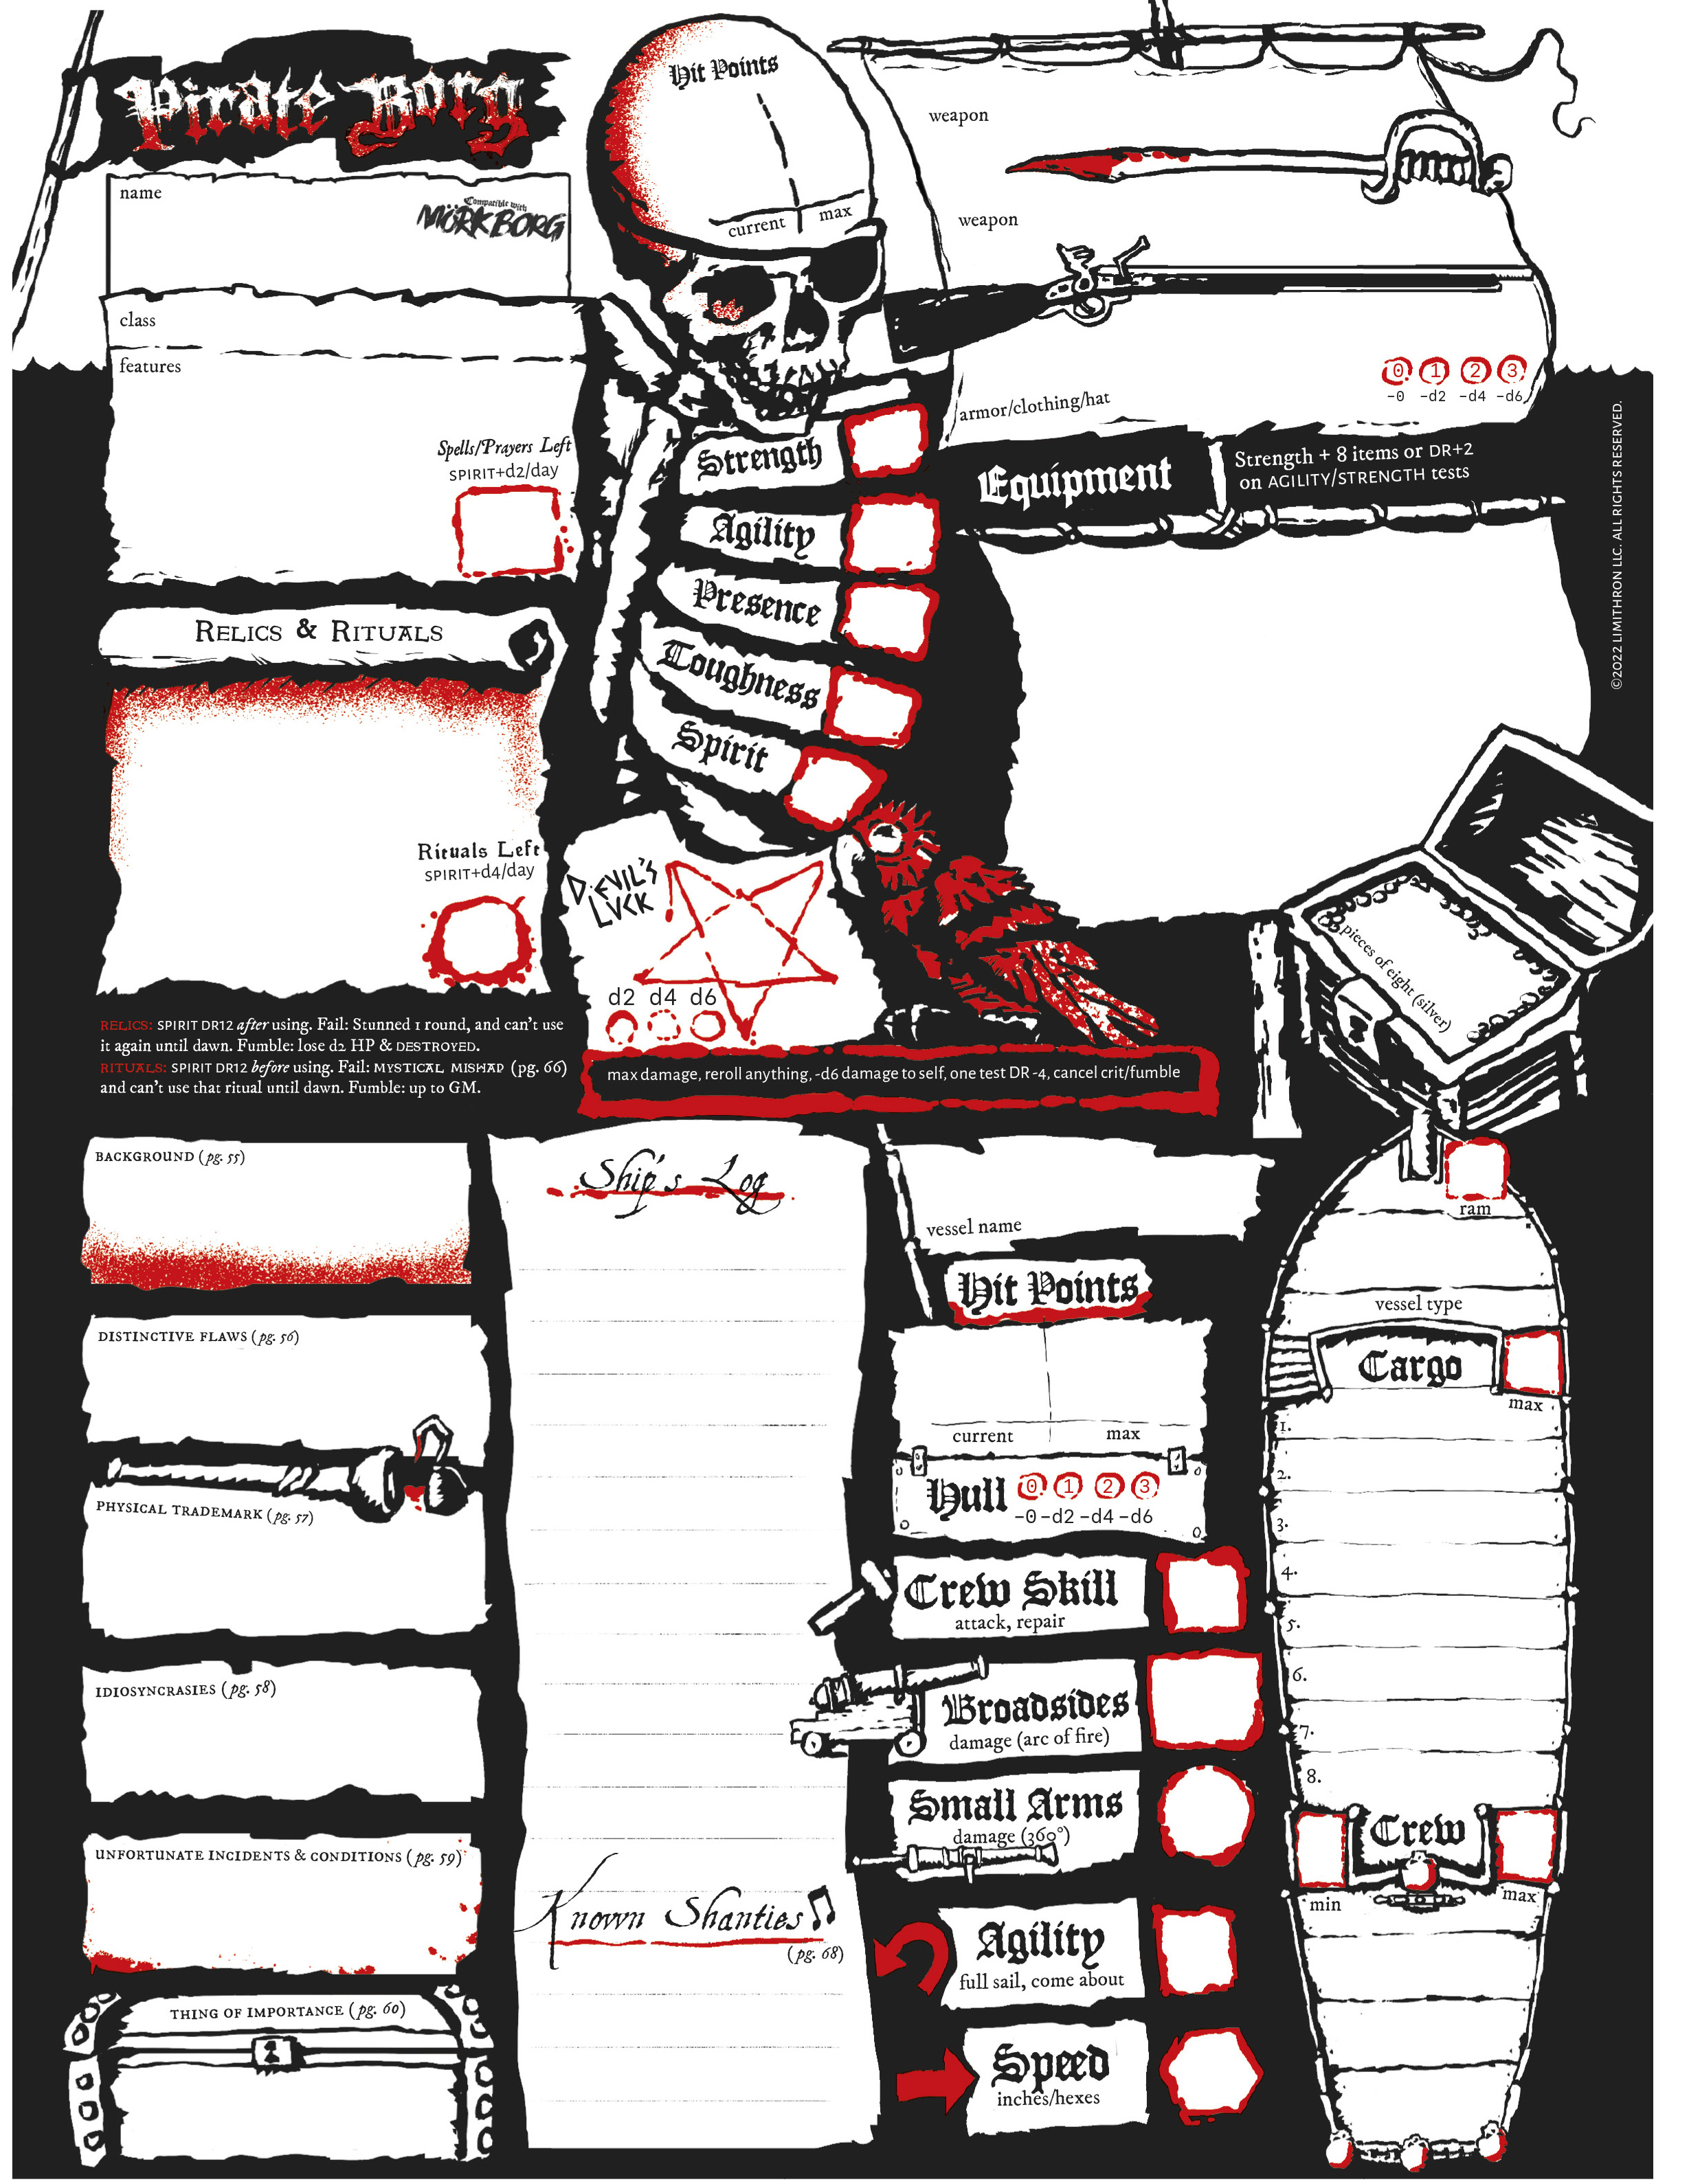 Pirate Borg
name
Compatible with
MÖRK BORG
class
features
Spells/Prayers Left
SPIRIT+d2/day
Relics & Rituals
Rituals Left
SPIRIT+d4/day
RELICS: SPIRIT DR12 after using. Fail: Stunned 1 round, and can't use
it again until dawn. Fumble: lose d2 HP & DESTROYED.
RITUALS: SPIRIT DR12 before using. Fail: MYSTICAL MISHAP (pg. 66)
and can't use that ritual until dawn. Fumble: up to GM.
Hit Points
current
max
Strength
Agility
Presence
Toughness
Spirit
DEVIL'S
LUCK
d2 d4 d6
max damage, reroll anything, -d6 damage to self, one test DR -4, cancel crit/fumble
weapon
weapon
armor/clothing/hat
0 1 2 3
-0 -d2 -d4 -d6
Equipment
Strength + 8 items or DR+2
on AGILITY/STRENGTH tests
©2022 LIMITHRON LLC. ALL RIGHTS RESERVED.
pieces of eight (silver)
BACKGROUND (pg. 55)
DISTINCTIVE FLAWS (pg. 56)
PHYSICAL TRADEMARK (pg. 57)
IDIOSYNCRASIES (pg. 58)
UNFORTUNATE INCIDENTS & CONDITIONS (pg. 59)
THING OF IMPORTANCE (pg. 60)
Ship's Log
Known Shanties
(pg. 68)
vessel name
Hit Points
current
max
Hull
0 1 2 3
-0 -d2 -d4 -d6
Crew Skill
attack, repair
Broadsides
damage (arc of fire)
Small Arms
damage (360°)
Agility
full sail, come about
Speed
inches/hexes
ram
vessel type
Cargo
max
1.
2.
3.
4.
5.
6.
7.
8.
Crew
min
max